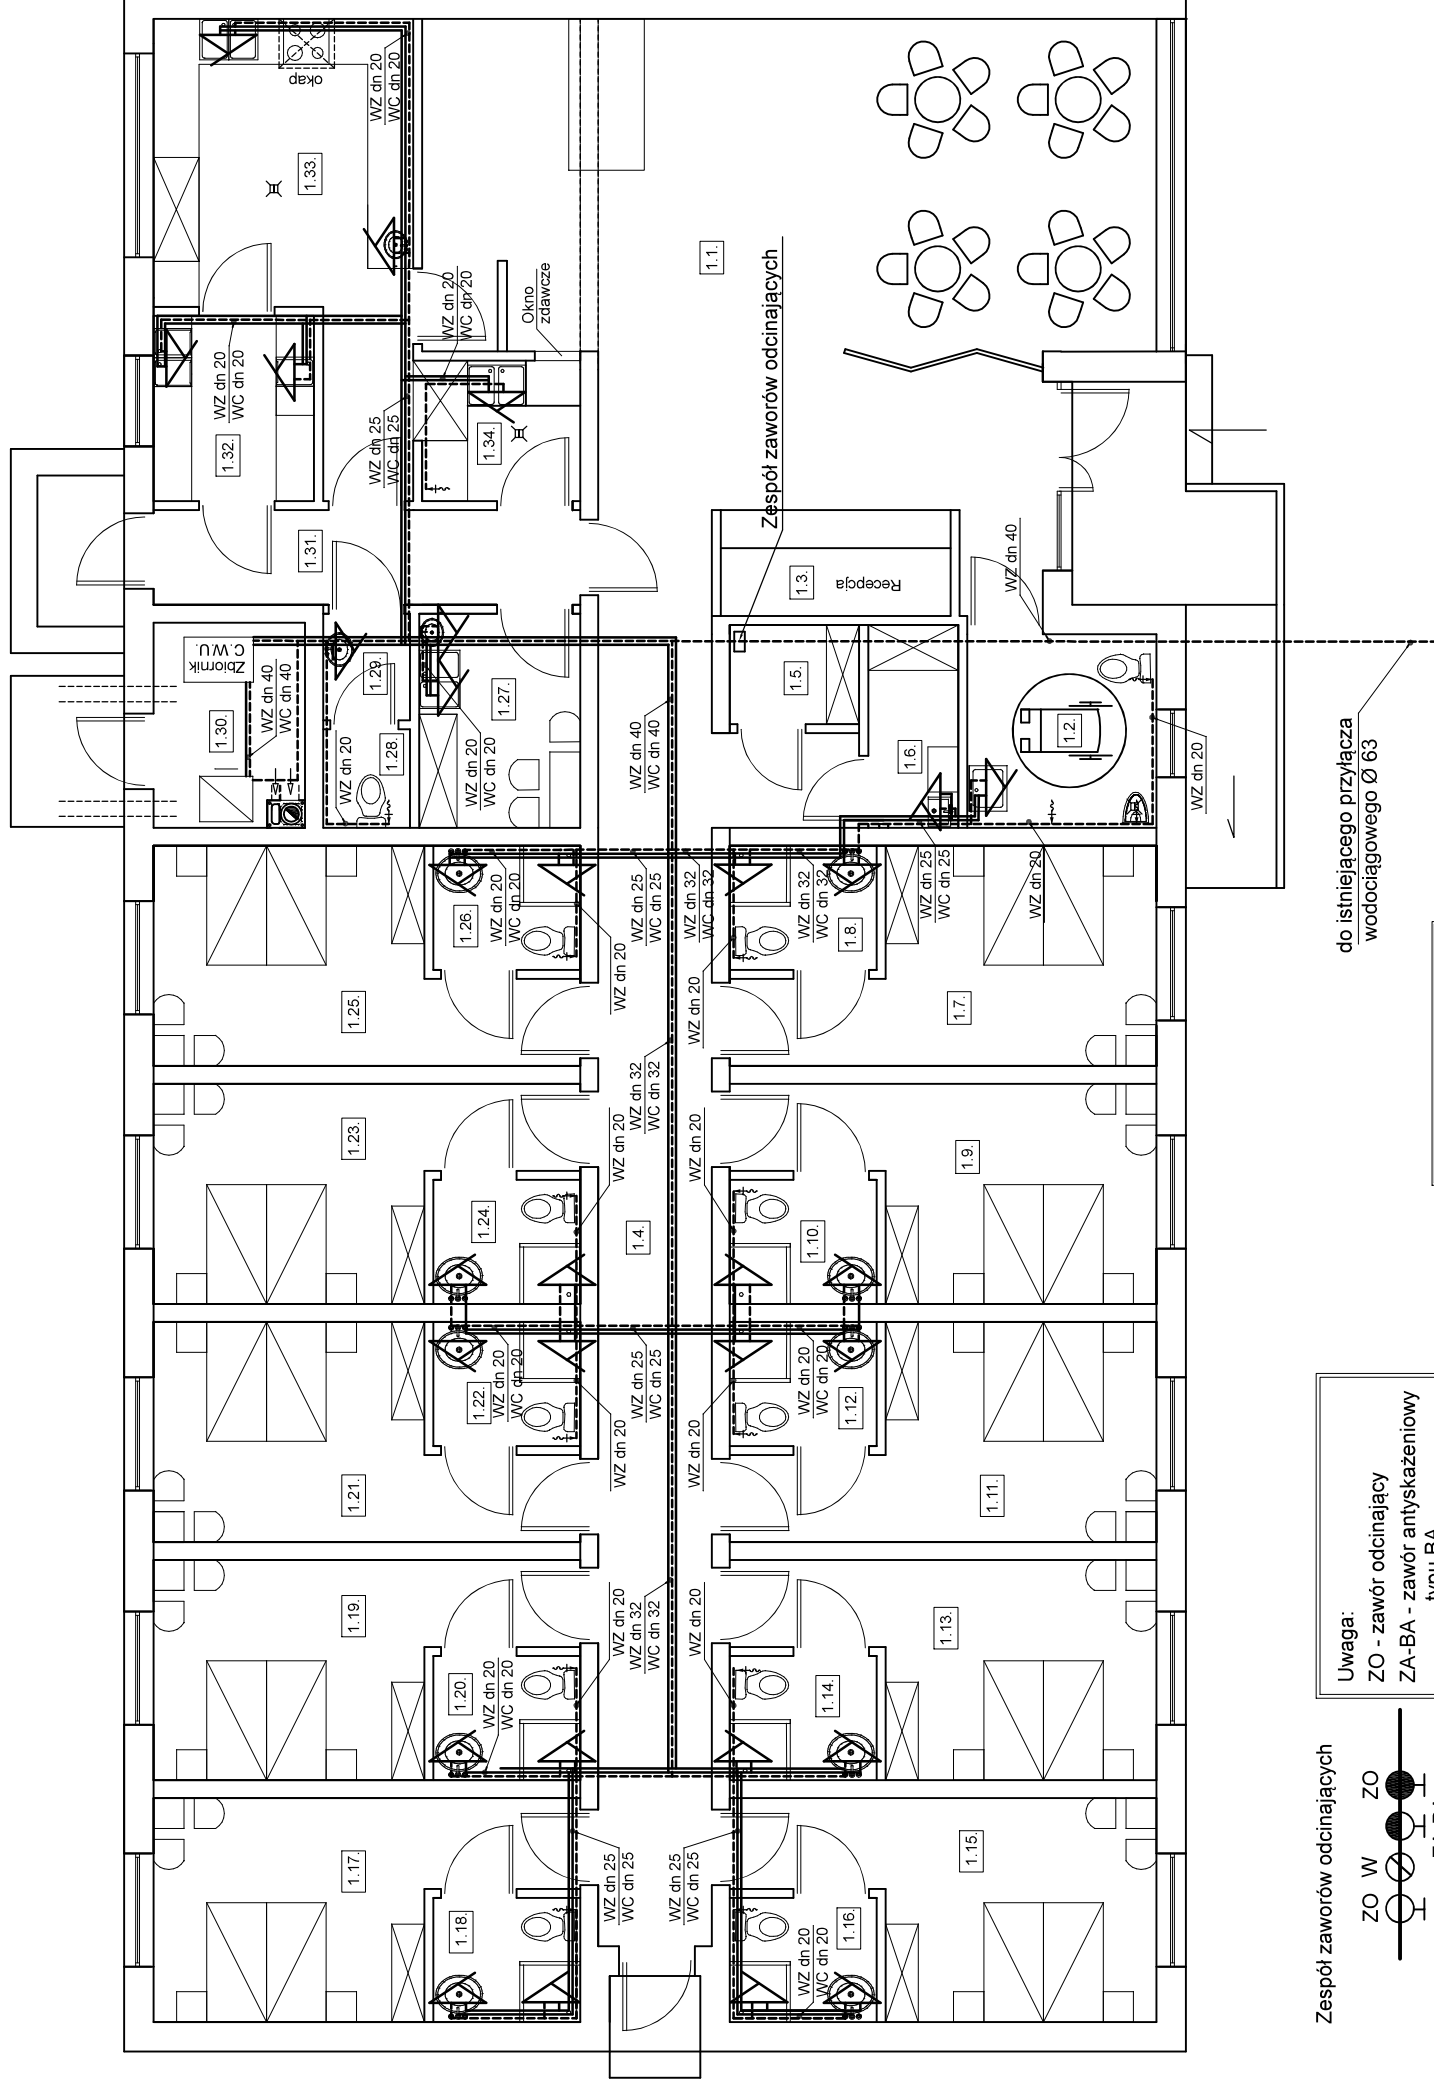 okap
WZ dn 20
WC dn 20
1.33.
WZ dn 20
WC dn 20
Okno
zdawcze
1.1.
Zespół zaworów odcinających
WZ dn 20
WC dn 20
1.32.
WZ dn 25
WC dn 25
1.34.
1.31.
1.3.
Recepcja
WZ dn 40
Zbiornik
C.W.U.
WZ dn 40
WC dn 40
1.30.
1.29.
WZ dn 20
1.28.
1.27.
WZ dn 20
WC dn 20
WZ dn 40
WC dn 40
1.5.
1.6.
1.2.
WZ dn 20
do istniejącego przyłącza
wodociągowego Ø 63
1.26.
WZ dn 20
WC dn 20
WZ dn 25
WC dn 25
WZ dn 32
WC dn 32
WZ dn 32
WC dn 32
1.8.
WZ dn 25
WC dn 25
WZ dn 20
WZ dn 20
WZ dn 20
1.25.
1.7.
WZ dn 32
WC dn 32
1.23.
WZ dn 20
WZ dn 20
1.9.
1.24.
1.4.
1.10.
1.22.
WZ dn 20
WC dn 20
WZ dn 25
WC dn 25
WZ dn 20
WC dn 20
1.12.
WZ dn 20
WZ dn 20
1.21.
1.11.
1.19.
WZ dn 20
WZ dn 32
WC dn 32
WZ dn 20
1.13.
1.20.
WZ dn 20
WC dn 20
1.14.
1.17.
WZ dn 25
WC dn 25
WZ dn 25
WC dn 25
1.15.
1.18.
1.16.
WZ dn 20
WC dn 20
Uwaga:
ZO - zawór odcinający
ZA-BA - zawór antyskażeniowy
typu BA
Zespół zaworów odcinających
ZO W ZO